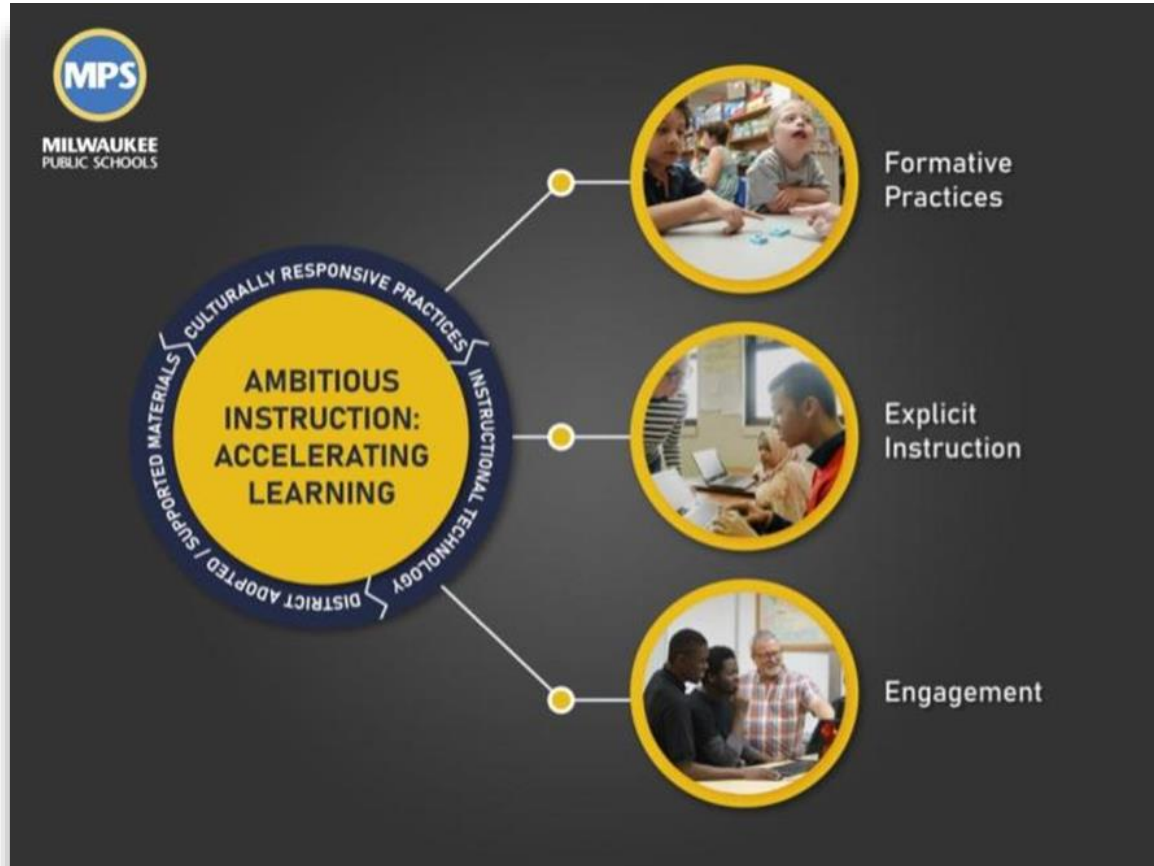 MPS
MILWAUKEE
PUBLIC SCHOOLS
CULTURALLY RESPONSIVE PRACTICES
INSTRUCTIONAL TECHNOLOGY
DISTRICT ADOPTED / SUPPORTED MATERIALS
AMBITIOUS
INSTRUCTION:
ACCELERATING
LEARNING
Formative
Practices
Explicit
Instruction
Engagement